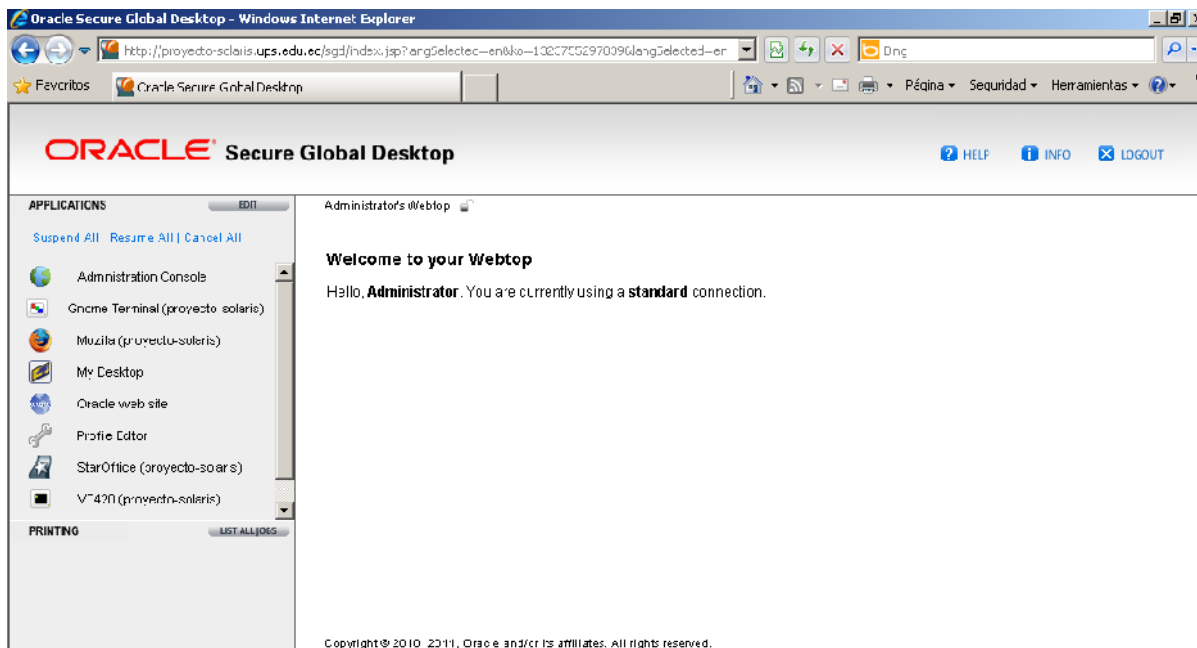 Oracle Secure Global Desktop - Windows Internet Explorer
Bing
Favoritos Oracle Secure Global Desktop Página Seguridad Herramientas
ORACLE Secure Global Desktop
HELP INFO LOGOUT
APPLICATIONS EDIT
Administrator's Webtop
Suspend All Resume All | Cancel All
Welcome to your Webtop
Hello, Administrator. You are currently using a standard connection.
Administration Console
Gnome Terminal (proyecto-solaris)
Mozilla (proyecto-solaris)
My Desktop
Oracle web site
Profile Editor
StarOffice (proyecto-solaris)
VT420 (proyecto-solaris)
PRINTING LIST ALL JOBS
Copyright © 2010, 2011, Oracle and/or its affiliates. All rights reserved.